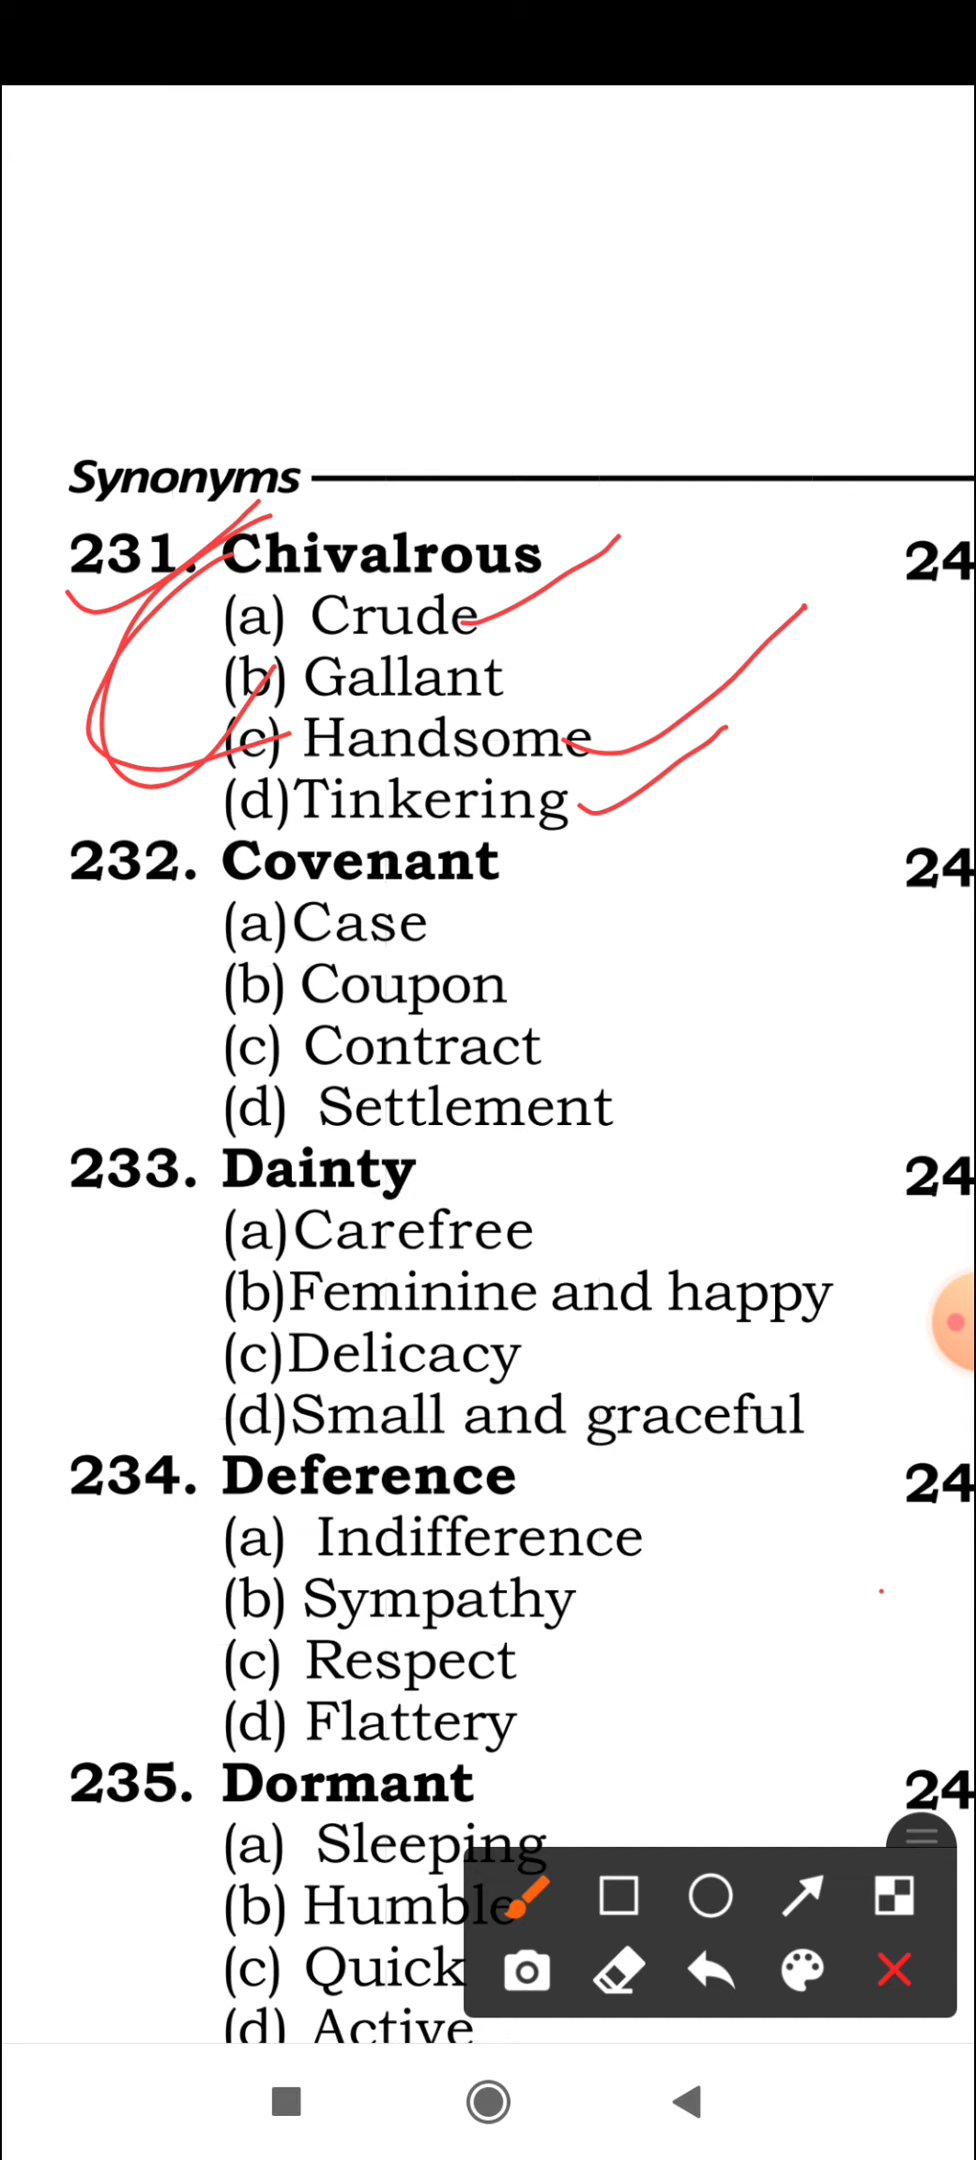 Synonyms
231. Chivalrous
(a) Crude
(b) Gallant
(c) Handsome
(d)Tinkering
232. Covenant
(a)Case
(b) Coupon
(c) Contract
(d) Settlement
233. Dainty
(a)Carefree
(b)Feminine and happy
(c)Delicacy
(d)Small and graceful
234. Deference
(a) Indifference
(b) Sympathy
(c) Respect
(d) Flattery
235. Dormant
(a) Sleeping
(b) Humble
(c) Quick
(d) Active
24
24
24
24
24